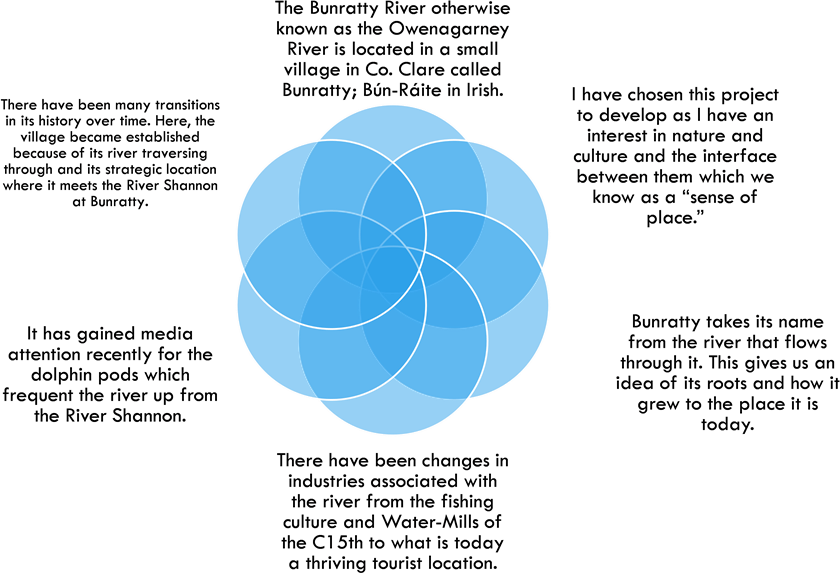 The Bunratty River otherwise
known as the Owenagarney
River is located in a small
village in Co. Clare called
Bunratty; Bún-Ráite in Irish.
I have chosen this project
to develop as I have an
interest in nature and
culture and the interface
between them which we
know as a “sense of
place.”
Bunratty takes its name
from the river that flows
through it. This gives us an
idea of its roots and how it
grew to the place it is
today.
There have been changes in
industries associated with
the river from the fishing
culture and Water-Mills of
the C15th to what is today
a thriving tourist location.
It has gained media
attention recently for the
dolphin pods which
frequent the river up from
the River Shannon.
There have been many transitions
in its history over time. Here, the
village became established
because of its river traversing
through and its strategic location
where it meets the River Shannon
at Bunratty.